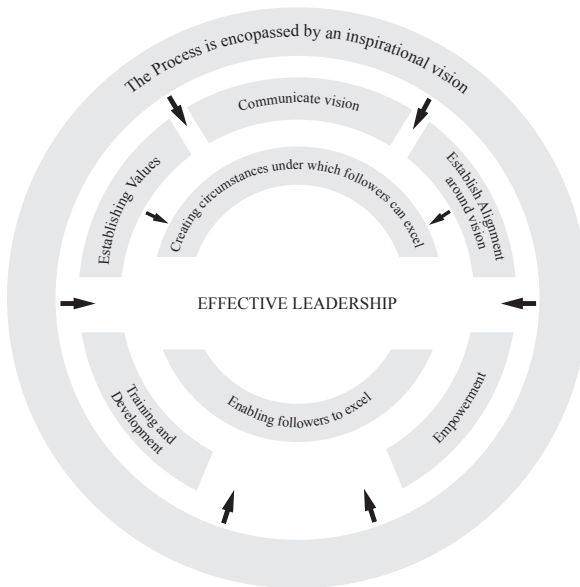 The Process is encopassed by an inspirational vision
Communicate vision
Establishing Values
Establish Alignment
around vision
Creating circumstances under which followers can excel
EFFECTIVE LEADERSHIP
Enabling followers to excel
Training and
Development
Empowerment